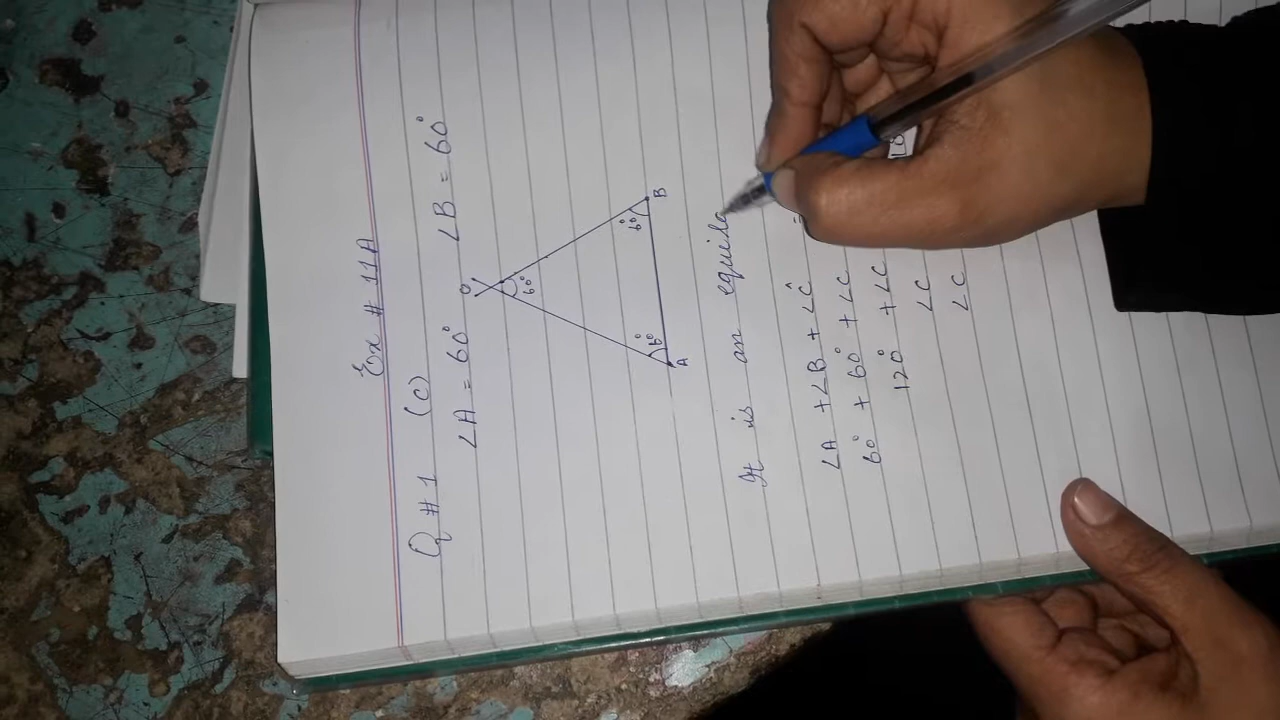 Ex # 11A
Q # 1 (C)
∠A = 60° ∠B = 60°
60°
60° 60°
A B
It is an equila
∠A + ∠B + ∠C =
60° + 60° + ∠C
120° + ∠C
∠C
∠C